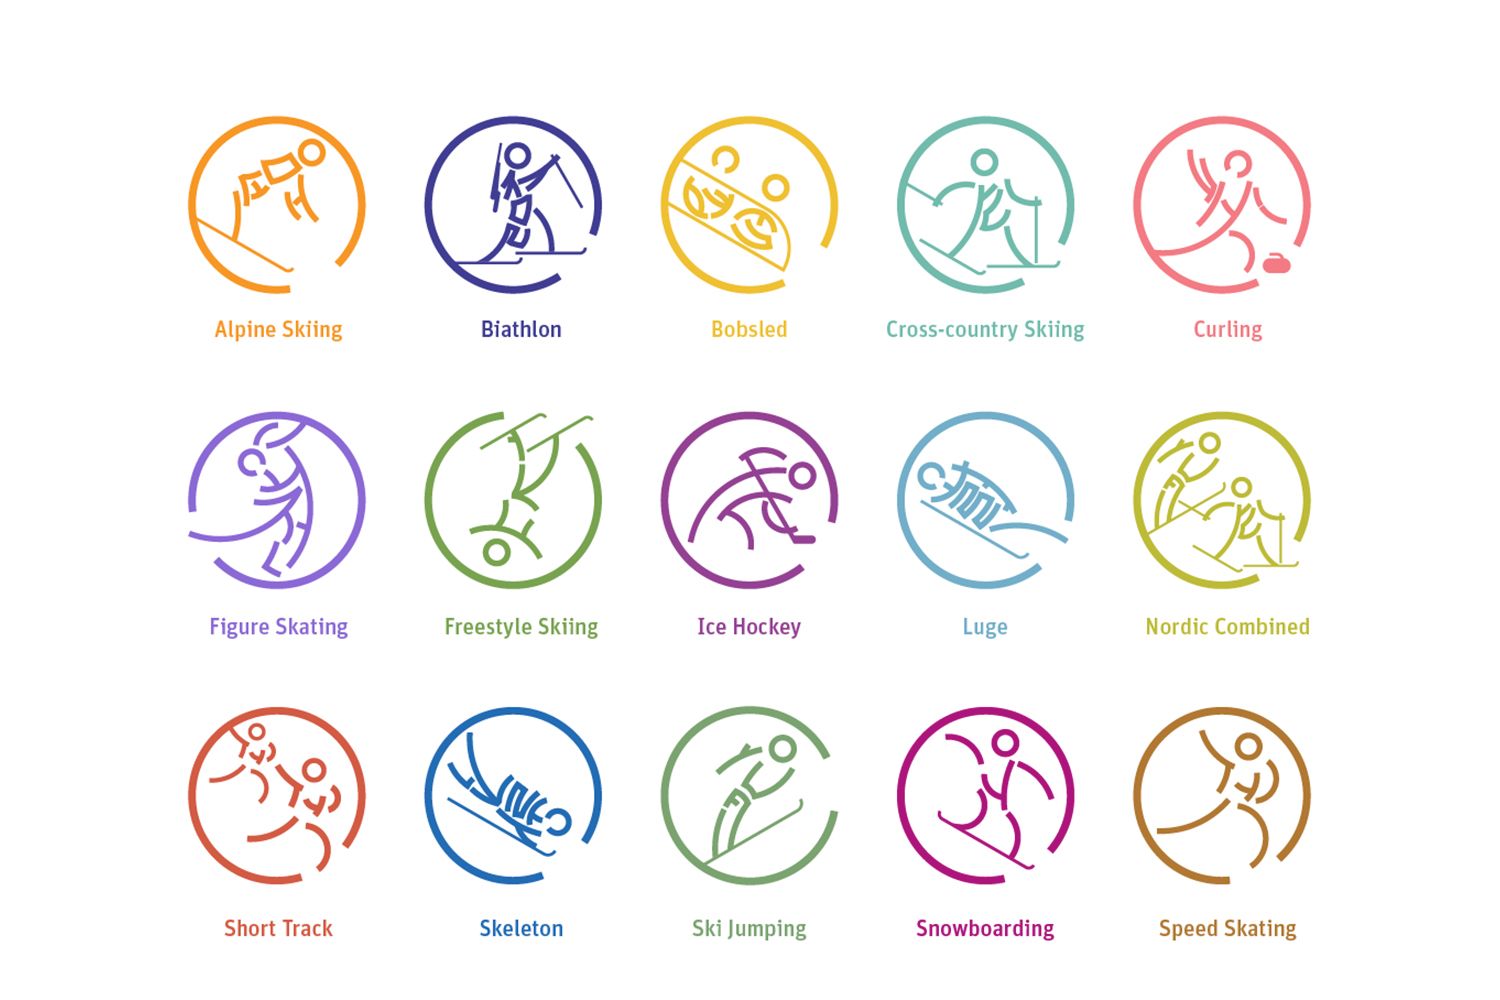 Alpine Skiing
Biathlon
Bobsled
Cross-country Skiing
Curling
Figure Skating
Freestyle Skiing
Ice Hockey
Luge
Nordic Combined
Short Track
Skeleton
Ski Jumping
Snowboarding
Speed Skating